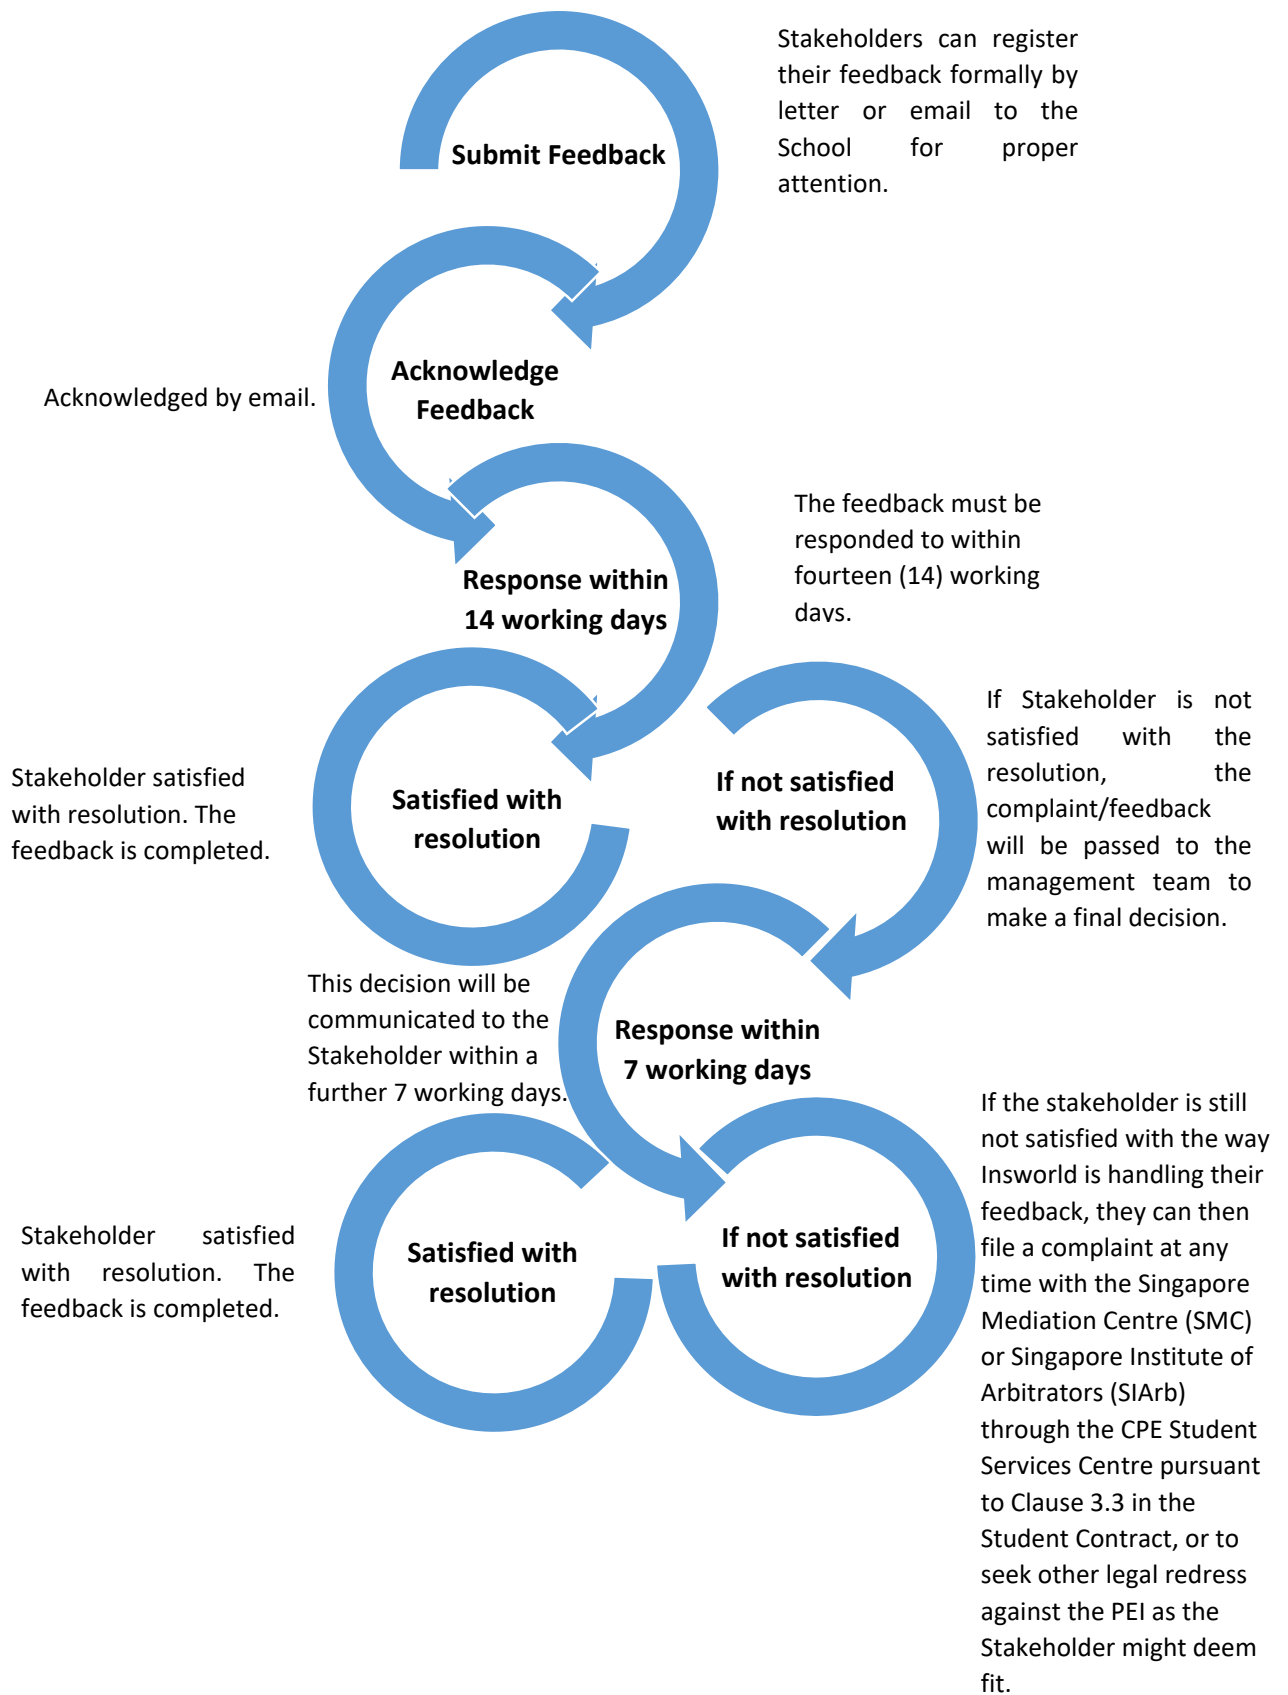 Stakeholders can register
their feedback formally by
letter or email to the
School for proper
attention.
Submit Feedback
Acknowledge
Feedback
Acknowledged by email.
The feedback must be
responded to within
fourteen (14) working
days.
Response within
14 working days
If Stakeholder is not
satisfied with the
resolution, the
complaint/feedback
will be passed to the
management team to
make a final decision.
Stakeholder satisfied
with resolution. The
feedback is completed.
Satisfied with
resolution
If not satisfied
with resolution
This decision will be
communicated to the
Stakeholder within a
further 7 working days.
Response within
7 working days
If the stakeholder is still
not satisfied with the way
Insworld is handling their
feedback, they can then
file a complaint at any
time with the Singapore
Mediation Centre (SMC)
or Singapore Institute of
Arbitrators (SIArb)
through the CPE Student
Services Centre pursuant
to Clause 3.3 in the
Student Contract, or to
seek other legal redress
against the PEI as the
Stakeholder might deem
fit.
Stakeholder satisfied
with resolution. The
feedback is completed.
Satisfied with
resolution
If not satisfied
with resolution